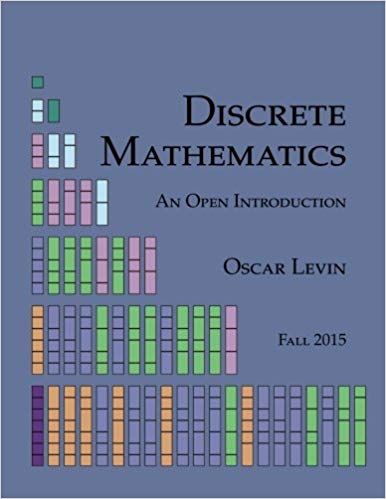 DISCRETE
MATHEMATICS
AN OPEN INTRODUCTION
OSCAR LEVIN
FALL 2015